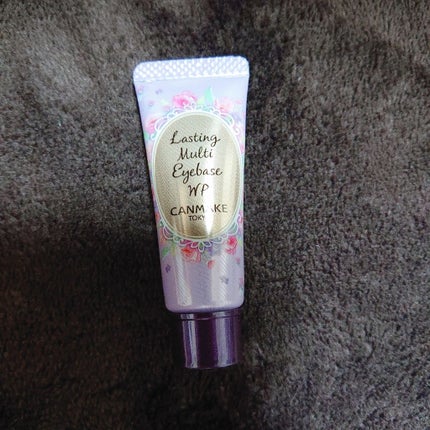 Lasting
Multi
Eyebase
WP
CANMAKE
TOKYO